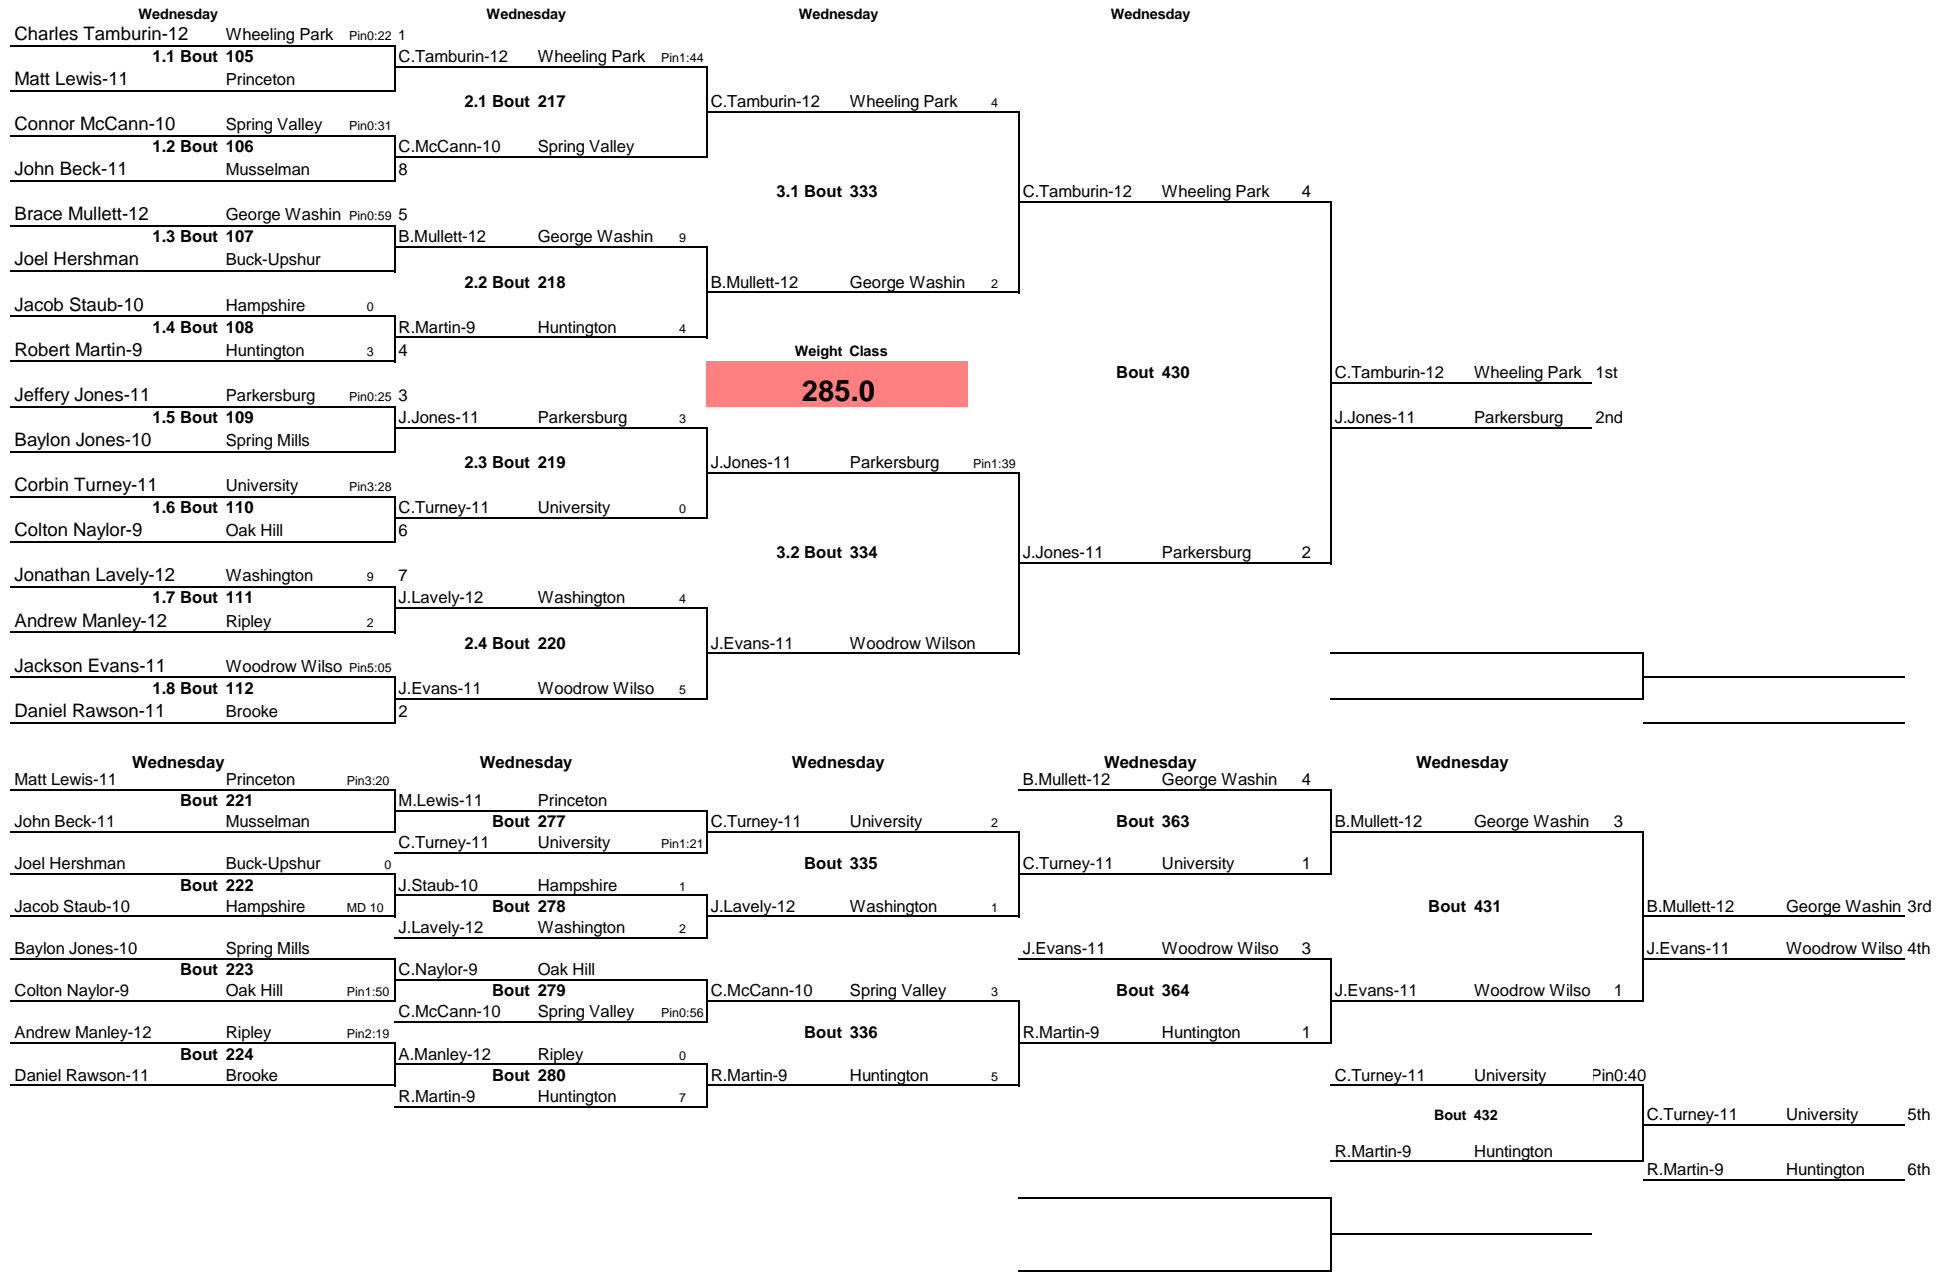 Wednesday Wednesday Wednesday Wednesday
Charles Tamburin-12 Wheeling Park Pin0:22 1
1.1 Bout 105 C.Tamburin-12 Wheeling Park Pin1:44
Matt Lewis-11 Princeton
2.1 Bout 217 C.Tamburin-12 Wheeling Park 4
Connor McCann-10 Spring Valley Pin0:31
1.2 Bout 106 C.McCann-10 Spring Valley
John Beck-11 Musselman 8
3.1 Bout 333 C.Tamburin-12 Wheeling Park 4
Brace Mullett-12 George Washin Pin0:59 5
1.3 Bout 107 B.Mullett-12 George Washin 9
Joel Hershman Buck-Upshur
2.2 Bout 218 B.Mullett-12 George Washin 2
Jacob Staub-10 Hampshire 0
1.4 Bout 108 R.Martin-9 Huntington 4
Robert Martin-9 Huntington 3 4 Weight Class
Bout 430 C.Tamburin-12 Wheeling Park 1st
Jeffery Jones-11 Parkersburg Pin0:25 3 285.0
1.5 Bout 109 J.Jones-11 Parkersburg 3 J.Jones-11 Parkersburg 2nd
Baylon Jones-10 Spring Mills
2.3 Bout 219 J.Jones-11 Parkersburg Pin1:39
Corbin Turney-11 University Pin3:28
1.6 Bout 110 C.Turney-11 University 0
Colton Naylor-9 Oak Hill 6
3.2 Bout 334 J.Jones-11 Parkersburg 2
Jonathan Lavely-12 Washington 9 7
1.7 Bout 111 J.Lavely-12 Washington 4
Andrew Manley-12 Ripley 2
2.4 Bout 220 J.Evans-11 Woodrow Wilson
Jackson Evans-11 Woodrow Wilso Pin5:05
1.8 Bout 112 J.Evans-11 Woodrow Wilso 5
Daniel Rawson-11 Brooke 2
Wednesday Wednesday Wednesday Wednesday Wednesday
Matt Lewis-11 Princeton Pin3:20 B.Mullett-12 George Washin 4
Bout 221 M.Lewis-11 Princeton
John Beck-11 Musselman Bout 277 C.Turney-11 University 2 Bout 363 B.Mullett-12 George Washin 3
C.Turney-11 University Pin1:21
Joel Hershman Buck-Upshur 0 Bout 335 C.Turney-11 University 1
Bout 222 J.Staub-10 Hampshire 1
Jacob Staub-10 Hampshire MD 10 Bout 278 J.Lavely-12 Washington 1 Bout 431 B.Mullett-12 George Washin 3rd
J.Lavely-12 Washington 2
Baylon Jones-10 Spring Mills J.Evans-11 Woodrow Wilso 3 J.Evans-11 Woodrow Wilso 4th
Bout 223 C.Naylor-9 Oak Hill
Colton Naylor-9 Oak Hill Pin1:50 Bout 279 C.McCann-10 Spring Valley 3 Bout 364 J.Evans-11 Woodrow Wilso 1
C.McCann-10 Spring Valley Pin0:56
Andrew Manley-12 Ripley Pin2:19 Bout 336 R.Martin-9 Huntington 1
Bout 224 A.Manley-12 Ripley 0
Daniel Rawson-11 Brooke Bout 280 R.Martin-9 Huntington 5 C.Turney-11 University Pin0:40
R.Martin-9 Huntington 7
Bout 432 C.Turney-11 University 5th
R.Martin-9 Huntington
R.Martin-9 Huntington 6th